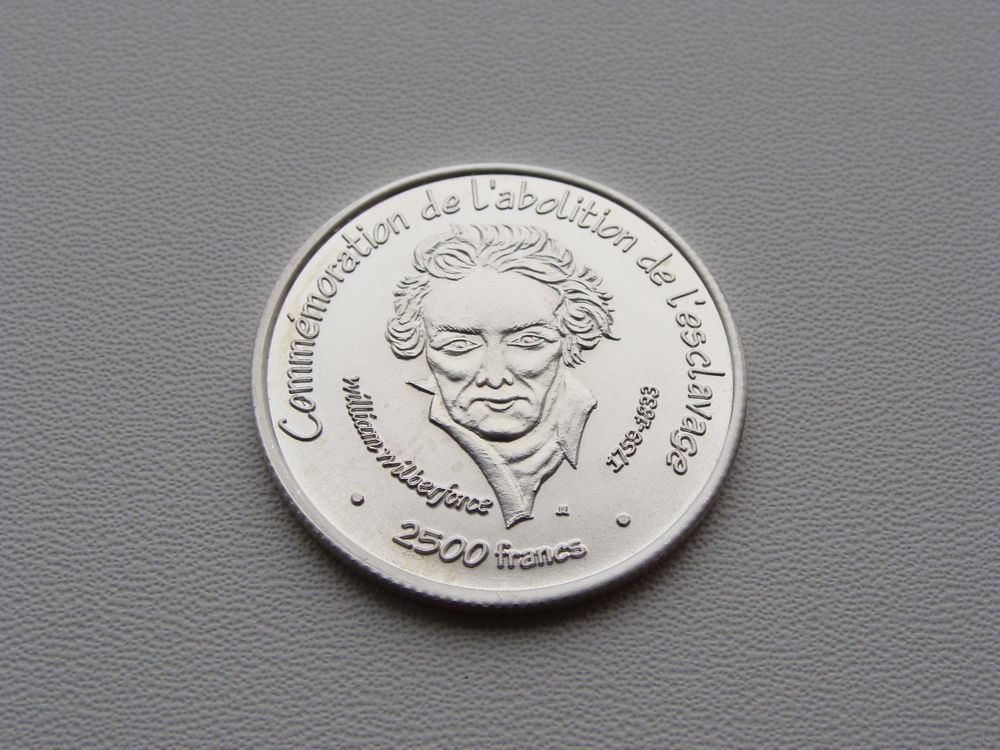 Commémoration de l'abolition de l'esclavage
william wilberforce
1759-1833
2500 francs